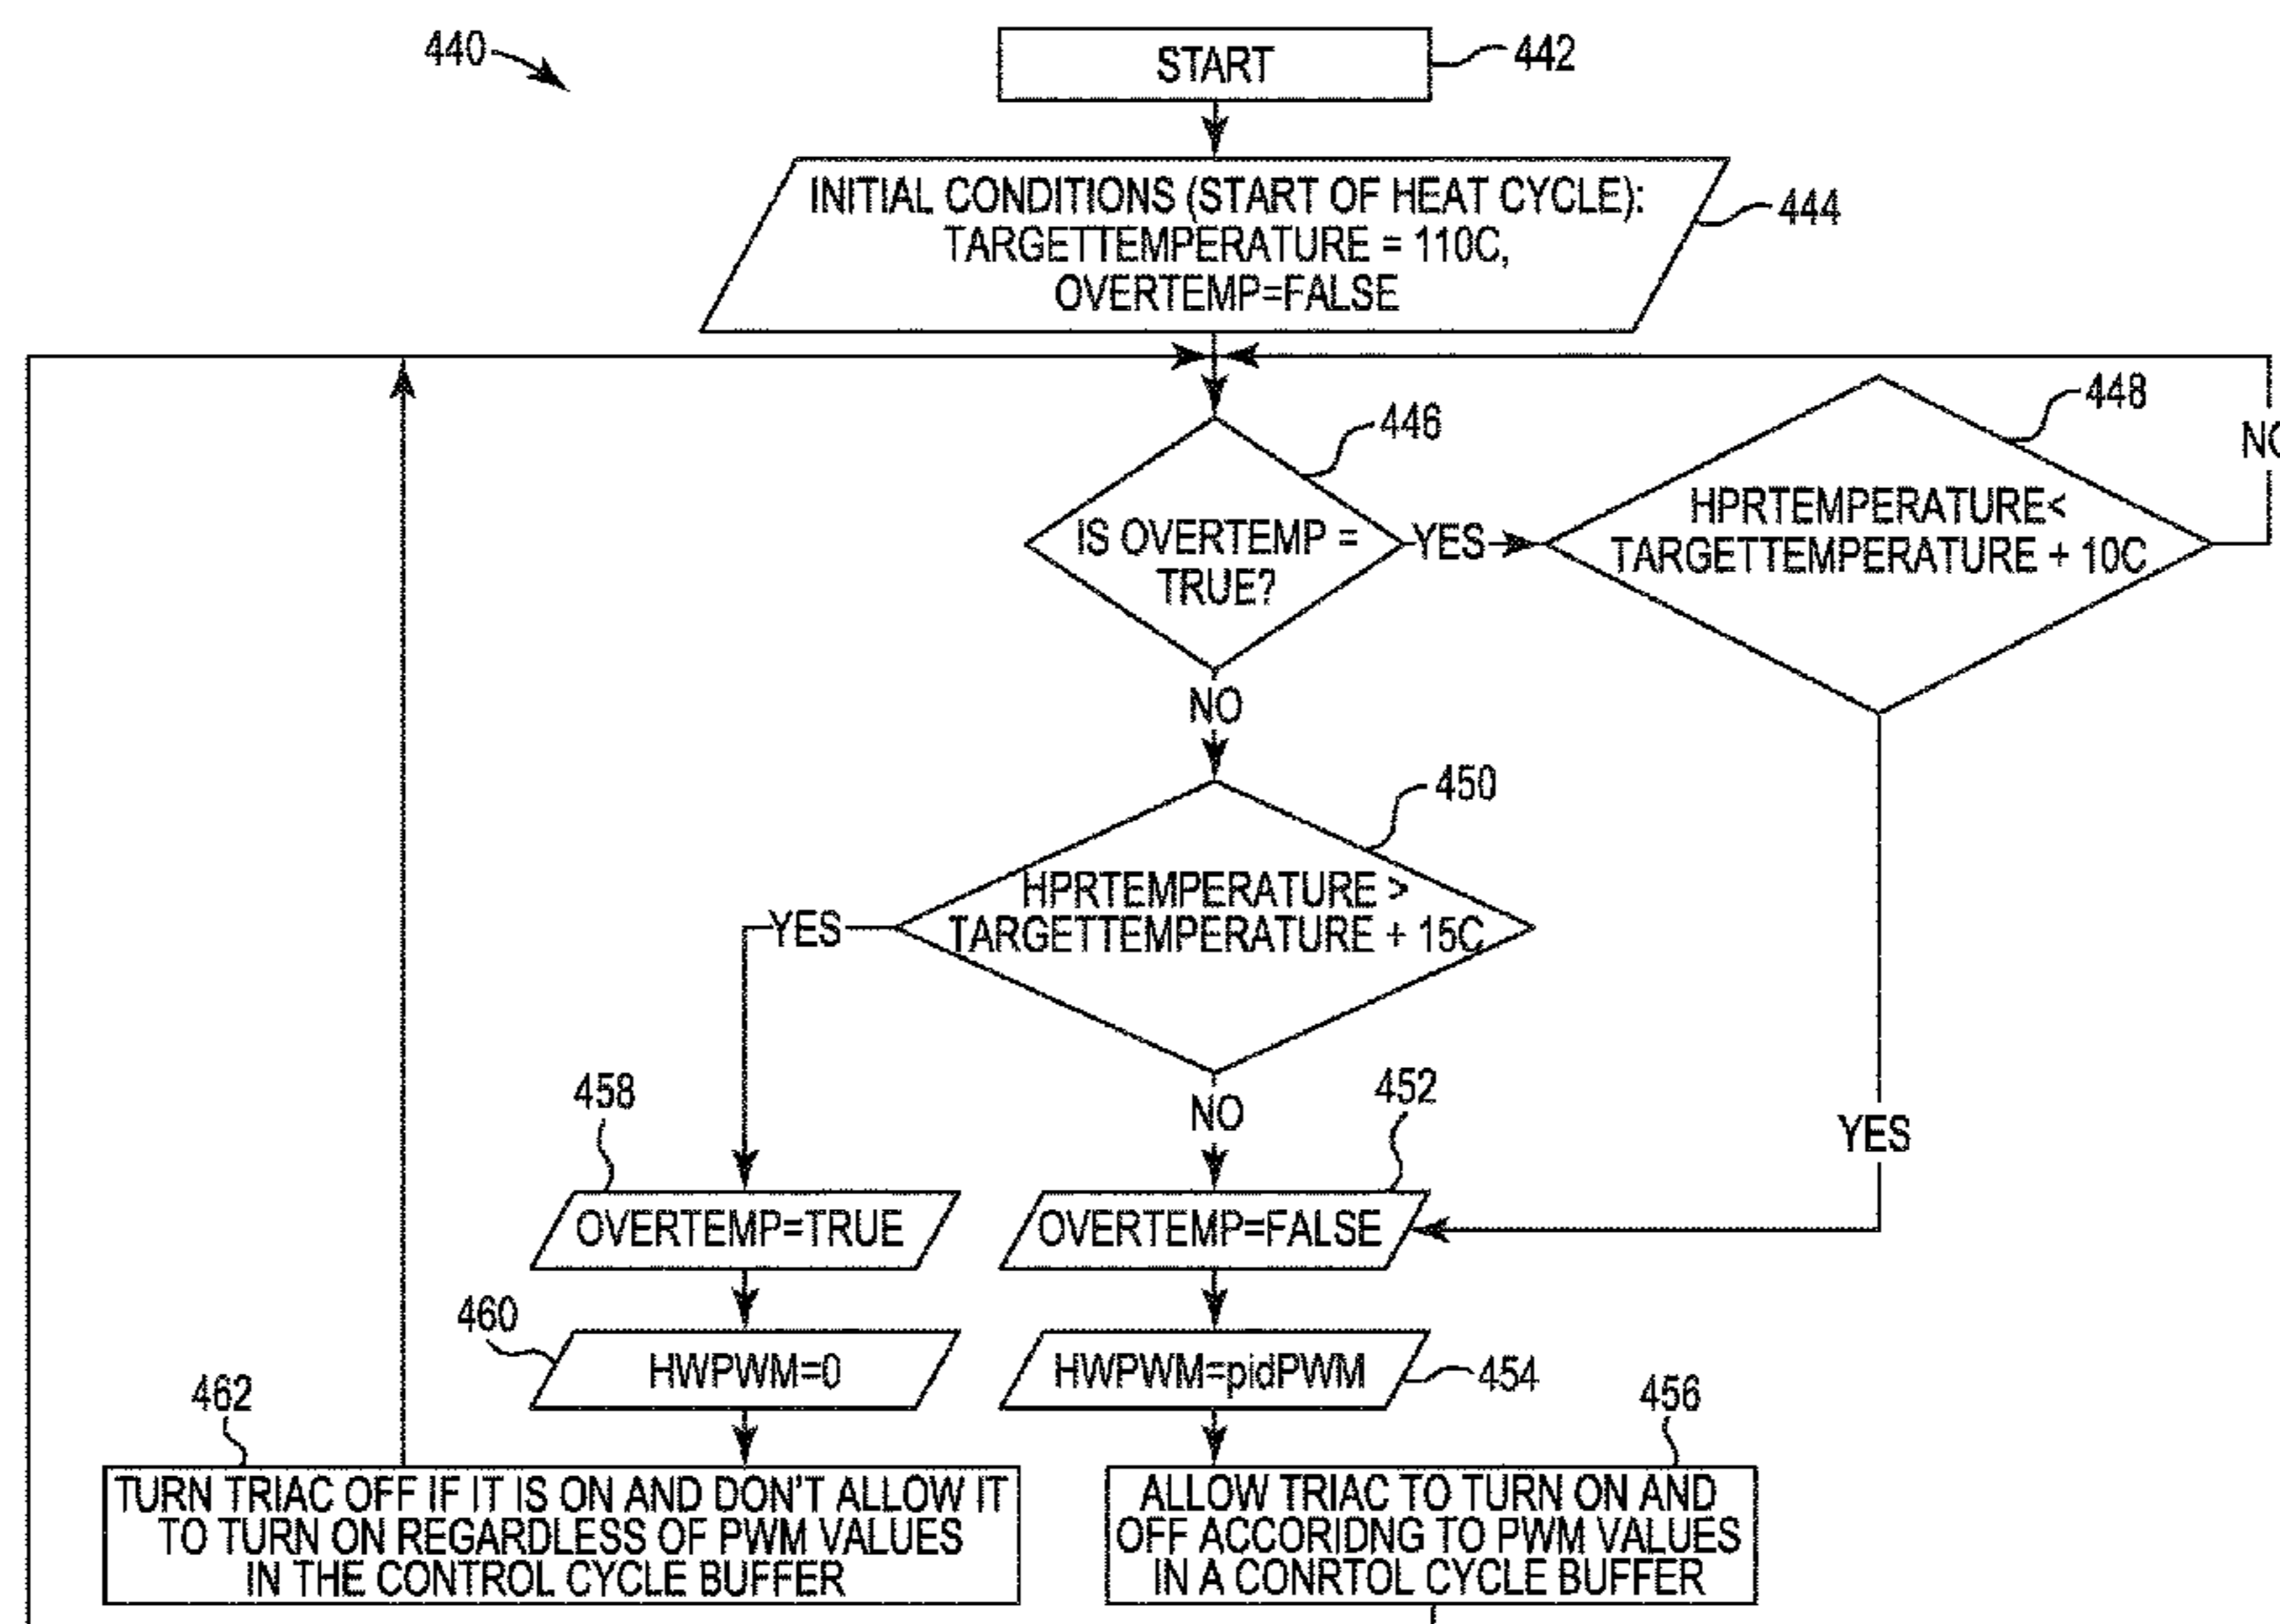 440
START
442
INITIAL CONDITIONS (START OF HEAT CYCLE):
TARGETTEMPERATURE = 110C,
OVERTEMP=FALSE
444
446
IS OVERTEMP =
TRUE?
YES
448
HPRTEMPERATURE<
TARGETTEMPERATURE + 10C
NO
NO
450
HPRTEMPERATURE >
TARGETTEMPERATURE + 15C
YES
NO
YES
458
OVERTEMP=TRUE
452
OVERTEMP=FALSE
460
HWPWM=0
HWPWM=pidPWM
454
462
TURN TRIAC OFF IF IT IS ON AND DON'T ALLOW IT
TO TURN ON REGARDLESS OF PWM VALUES
IN THE CONTROL CYCLE BUFFER
456
ALLOW TRIAC TO TURN ON AND
OFF ACCORIDNG TO PWM VALUES
IN A CONRTOL CYCLE BUFFER